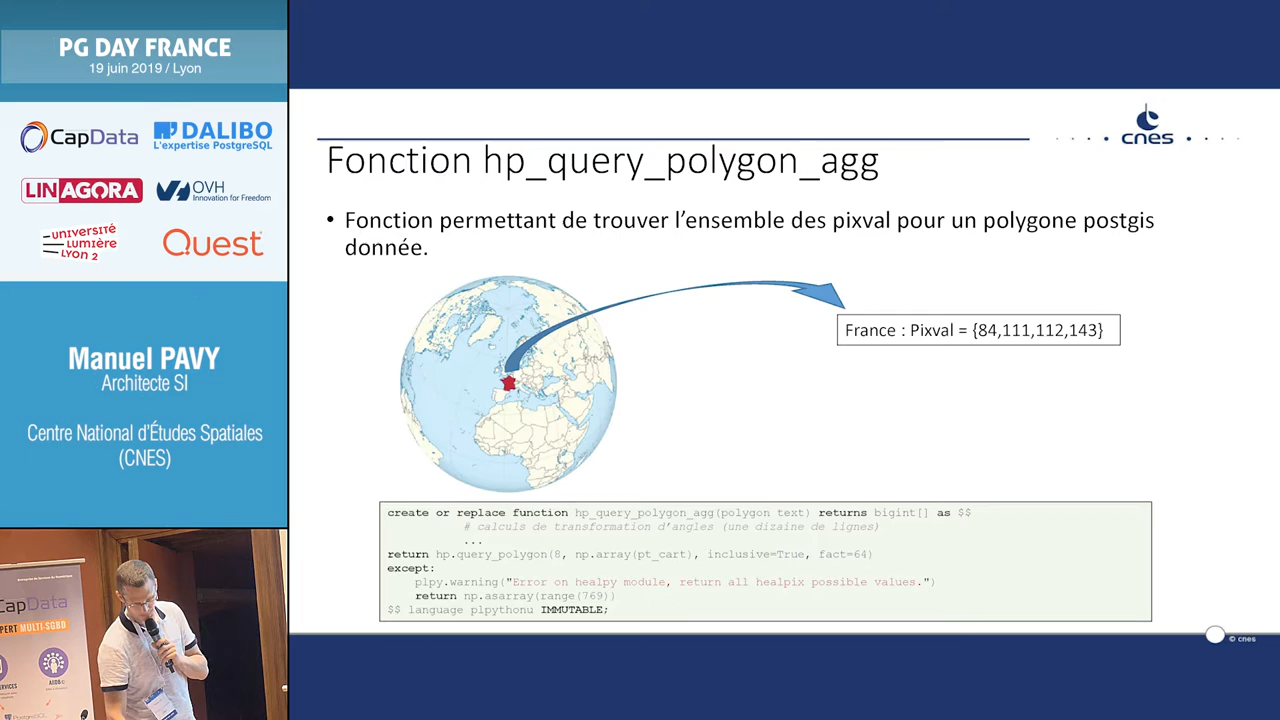 PG DAY FRANCE
19 juin 2019 / Lyon
CapData
DALIBO
L'expertise PostgreSQL
LINAGORA
OVH
Innovation for Freedom
UNIVERSITÉ
LUMIÈRE
LYON 2
Quest
Manuel PAVY
Architecte SI
Centre National d'Études Spatiales
(CNES)
cnes
Fonction hp_query_polygon_agg
• Fonction permettant de trouver l'ensemble des pixval pour un polygone postgis
donnée.
France : Pixval = {84,111,112,143}
create or replace function hp_query_polygon_agg(polygon text) returns bigint[] as $$
# calculs de transformation d'angles (une dizaine de lignes)
...
return hp.query_polygon(8, np.array(pt_cart), inclusive=True, fact=64)
except:
plpy.warning("Error on healpy module, return all healpix possible values.")
return np.asarray(range(769))
$$ language plpythonu IMMUTABLE;
© cnes
CapData
PERT MULTI-SGBD